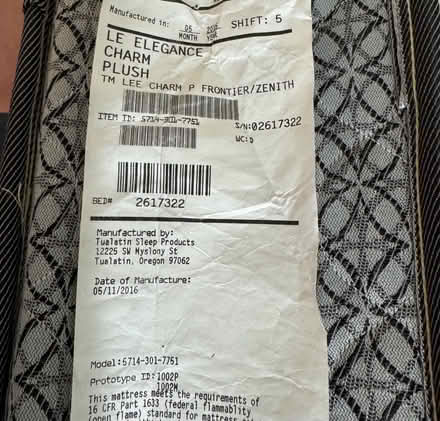 Manufactured in: 05 2016 SHIFT: 5
MONTH YEAR
LE ELEGANCE
CHARM
PLUSH
TM LEE CHARM P FRONTIER/ZENITH
ITEM ID: 5714-301-7751
S/N:02617322
WC:D
BED# 2617322
Manufactured by:
Tualatin Sleep Products
12225 SW Myslony St
Tualatin, Oregon 97062
Date of Manufacture:
05/11/2016
Model:5714-301-7751
Prototype ID:1002P
1002M
This mattress meets the requirements of
16 CFR Part 1633 (federal flammablity
(open flame) standard for mattress